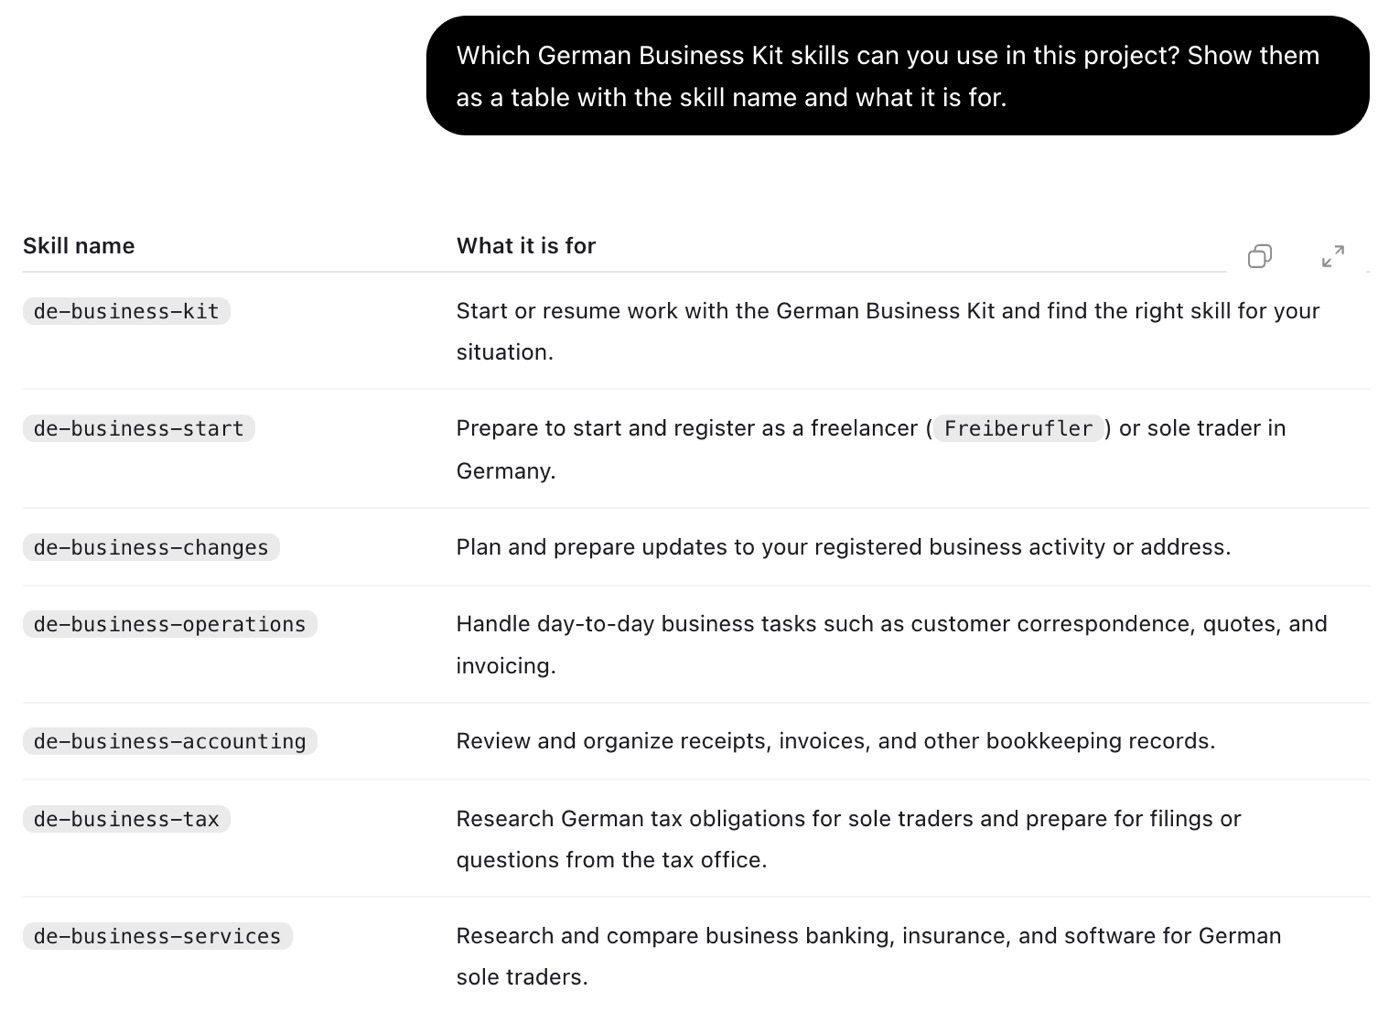 Which German Business Kit skills can you use in this project? Show them
as a table with the skill name and what it is for.
Skill name What it is for
de-business-kit Start or resume work with the German Business Kit and find the right skill for your
situation.
de-business-start Prepare to start and register as a freelancer ( Freiberufler ) or sole trader in
Germany.
de-business-changes Plan and prepare updates to your registered business activity or address.
de-business-operations Handle day-to-day business tasks such as customer correspondence, quotes, and
invoicing.
de-business-accounting Review and organize receipts, invoices, and other bookkeeping records.
de-business-tax Research German tax obligations for sole traders and prepare for filings or
questions from the tax office.
de-business-services Research and compare business banking, insurance, and software for German
sole traders.